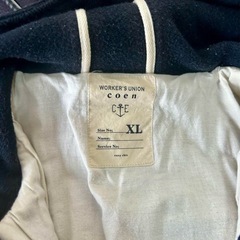 WORKER'S UNION
coen
C E
Size No; XL
Name;
Service No;